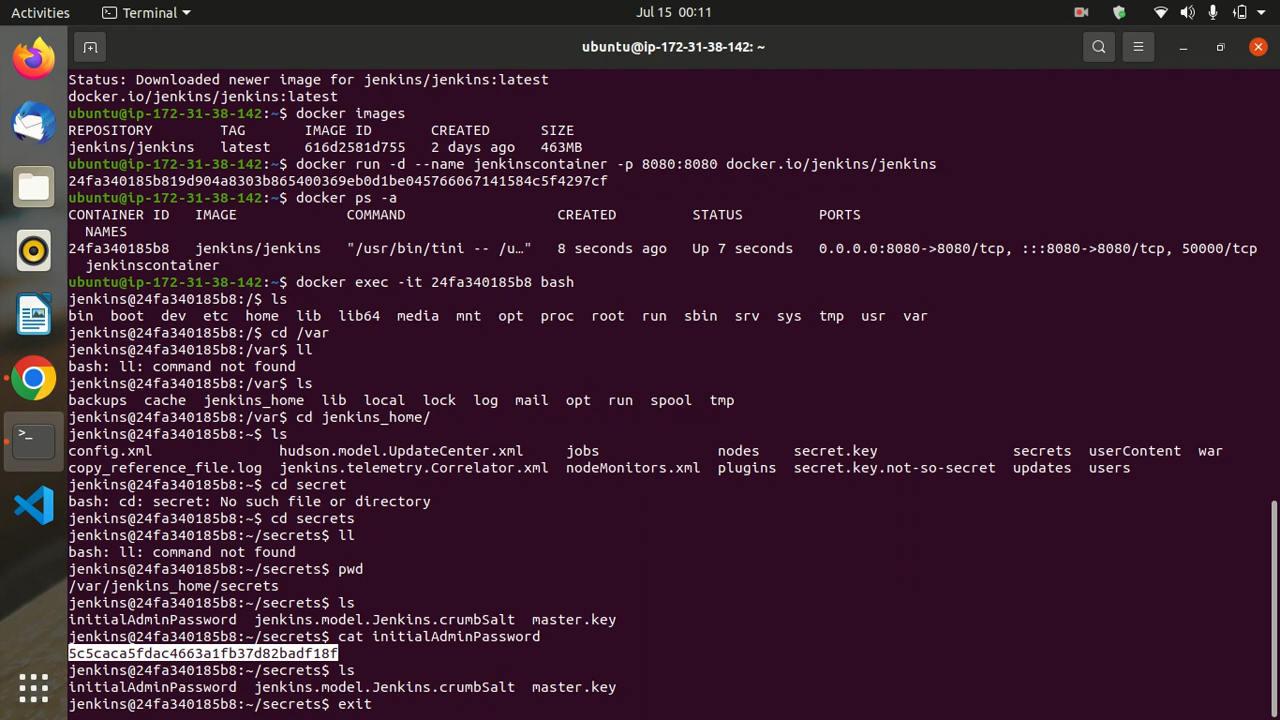 Activities Terminal Jul 15 00:11
ubuntu@ip-172-31-38-142: ~
Status: Downloaded newer image for jenkins/jenkins:latest
docker.io/jenkins/jenkins:latest
ubuntu@ip-172-31-38-142:~$ docker images
REPOSITORY TAG IMAGE ID CREATED SIZE
jenkins/jenkins latest 616d2581d755 2 days ago 463MB
ubuntu@ip-172-31-38-142:~$ docker run -d --name jenkinscontainer -p 8080:8080 docker.io/jenkins/jenkins
24fa340185b819d904a8303b865400369eb0d1be045766067141584c5f4297cf
ubuntu@ip-172-31-38-142:~$ docker ps -a
CONTAINER ID IMAGE COMMAND CREATED STATUS PORTS
NAMES
24fa340185b8 jenkins/jenkins "/usr/bin/tini -- /u…" 8 seconds ago Up 7 seconds 0.0.0.0:8080->8080/tcp, :::8080->8080/tcp, 50000/tcp
jenkinscontainer
ubuntu@ip-172-31-38-142:~$ docker exec -it 24fa340185b8 bash
jenkins@24fa340185b8:/$ ls
bin boot dev etc home lib lib64 media mnt opt proc root run sbin srv sys tmp usr var
jenkins@24fa340185b8:/$ cd /var
jenkins@24fa340185b8:/var$ ll
bash: ll: command not found
jenkins@24fa340185b8:/var$ ls
backups cache jenkins_home lib local lock log mail opt run spool tmp
jenkins@24fa340185b8:/var$ cd jenkins_home/
jenkins@24fa340185b8:~$ ls
config.xml hudson.model.UpdateCenter.xml jobs nodes secret.key secrets userContent war
copy_reference_file.log jenkins.telemetry.Correlator.xml nodeMonitors.xml plugins secret.key.not-so-secret updates users
jenkins@24fa340185b8:~$ cd secret
bash: cd: secret: No such file or directory
jenkins@24fa340185b8:~$ cd secrets
jenkins@24fa340185b8:~/secrets$ ll
bash: ll: command not found
jenkins@24fa340185b8:~/secrets$ pwd
/var/jenkins_home/secrets
jenkins@24fa340185b8:~/secrets$ ls
initialAdminPassword jenkins.model.Jenkins.crumbSalt master.key
jenkins@24fa340185b8:~/secrets$ cat initialAdminPassword
5c5caca5fdac4663a1fb37d82badf18f
jenkins@24fa340185b8:~/secrets$ ls
initialAdminPassword jenkins.model.Jenkins.crumbSalt master.key
jenkins@24fa340185b8:~/secrets$ exit